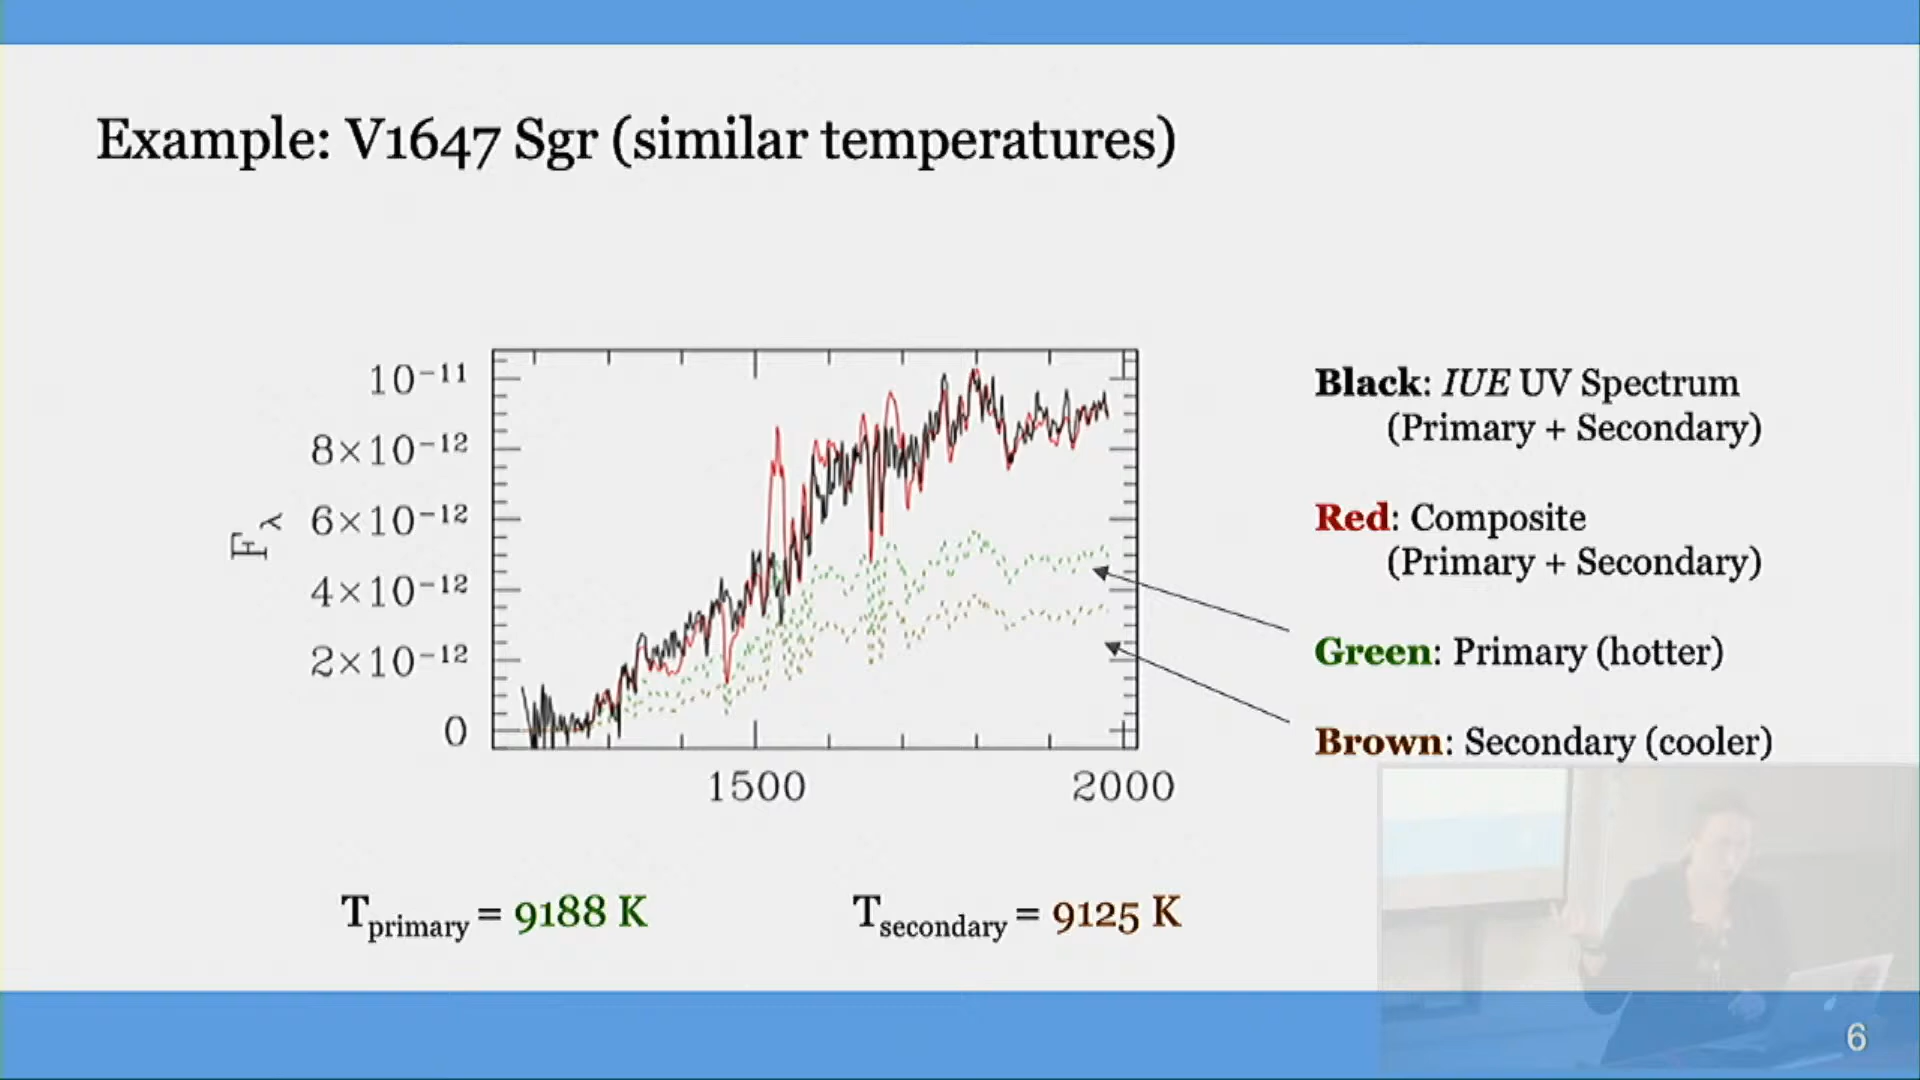 Example: V1647 Sgr (similar temperatures)
10⁻¹¹
8×10⁻¹²
6×10⁻¹²
4×10⁻¹²
2×10⁻¹²
0
F_λ
1500 2000
Black: IUE UV Spectrum
(Primary + Secondary)
Red: Composite
(Primary + Secondary)
Green: Primary (hotter)
Brown: Secondary (cooler)
T_primary = 9188 K
T_secondary = 9125 K
6